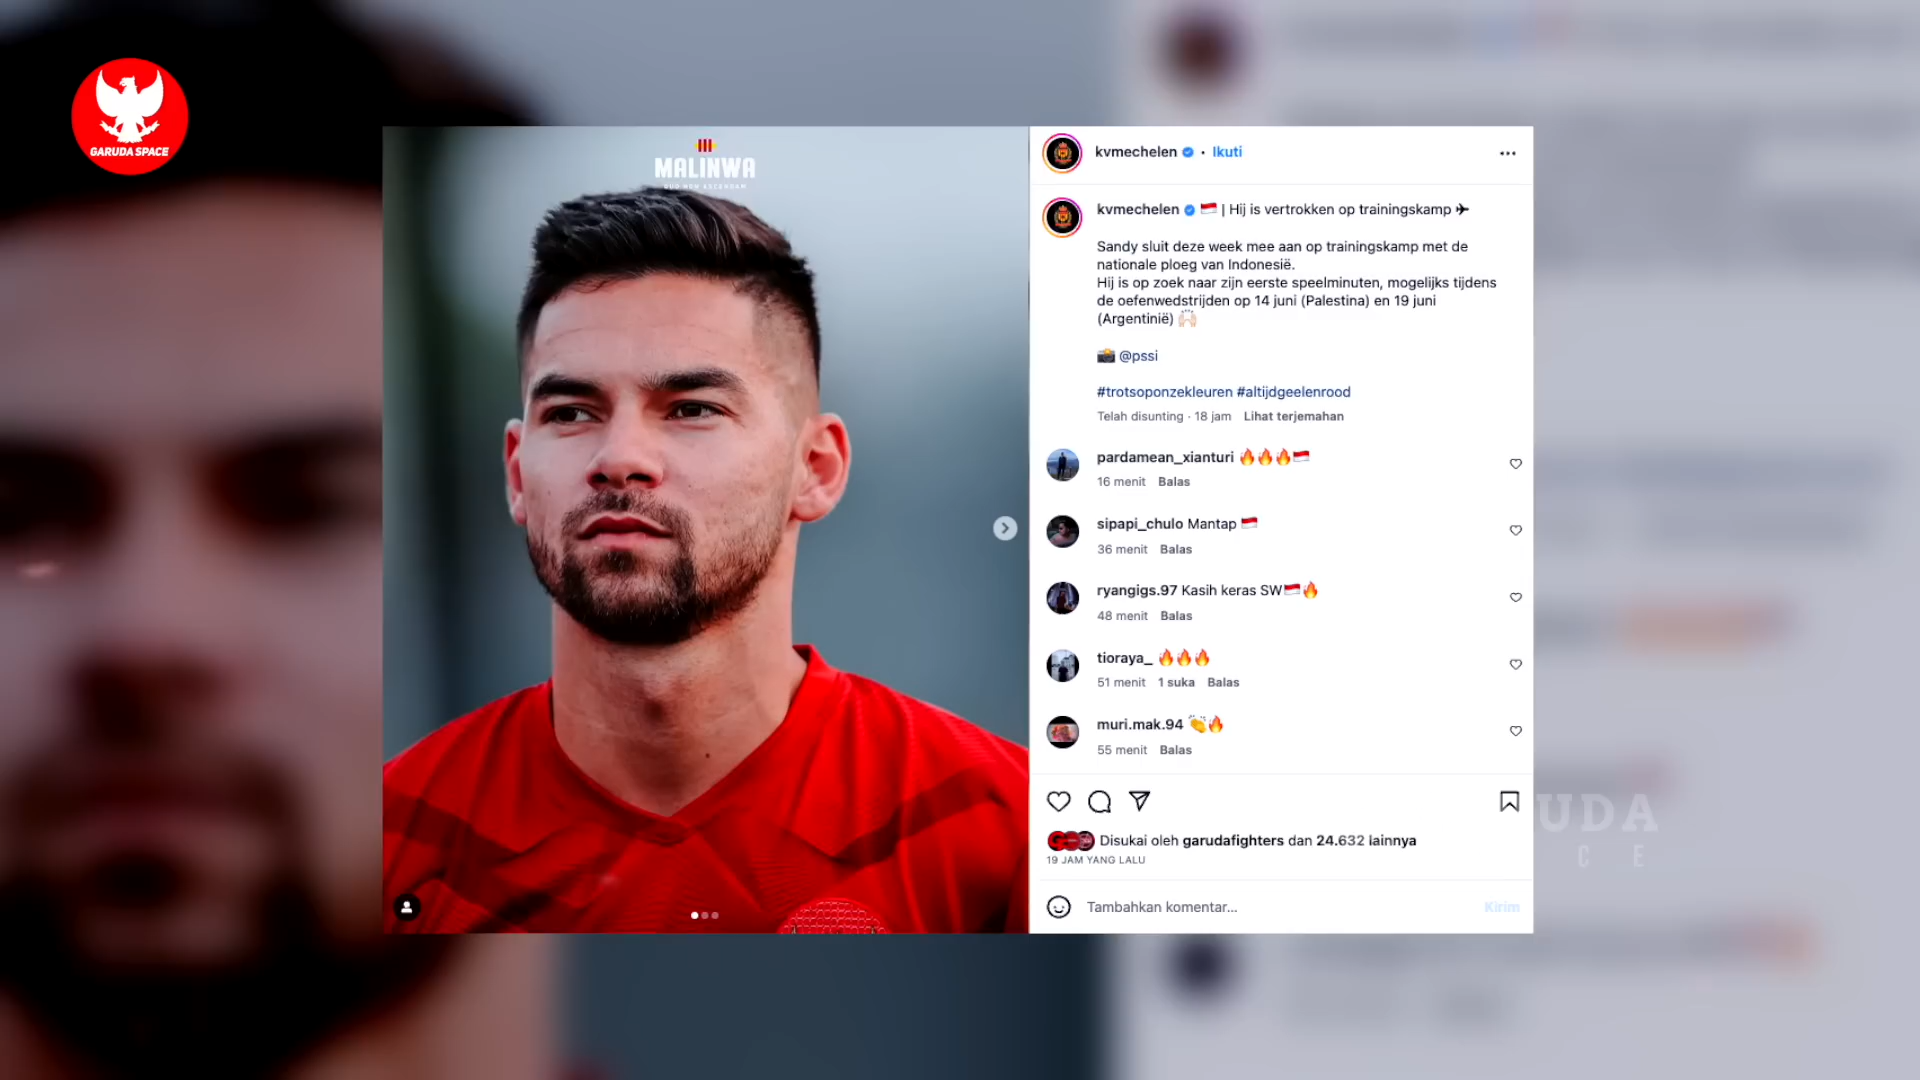 GARUDA SPACE
MALINWA
kvmechelen • Ikuti
kvmechelen 🇮🇩 | Hij is vertrokken op trainingskamp ✈
Sandy sluit deze week mee aan op trainingskamp met de
nationale ploeg van Indonesië.
Hij is op zoek naar zijn eerste speelminuten, mogelijks tijdens
de oefenwedstrijden op 14 juni (Palestina) en 19 juni
(Argentinië) 🙌🏻
📸 @pssi
#trotsoponzekleuren #altijdgeelenrood
Telah disunting · 18 jam Lihat terjemahan
pardamean_xianturi 🔥🔥🔥🇮🇩
16 menit Balas
sipapi_chulo Mantap 🇮🇩
36 menit Balas
ryangigs.97 Kasih keras SW🇮🇩🔥
48 menit Balas
tioraya_ 🔥🔥🔥
51 menit 1 suka Balas
muri.mak.94 👏🔥
55 menit Balas
Disukai oleh garudafighters dan 24.632 lainnya
19 JAM YANG LALU
Tambahkan komentar...
Kirim
UDA
C E